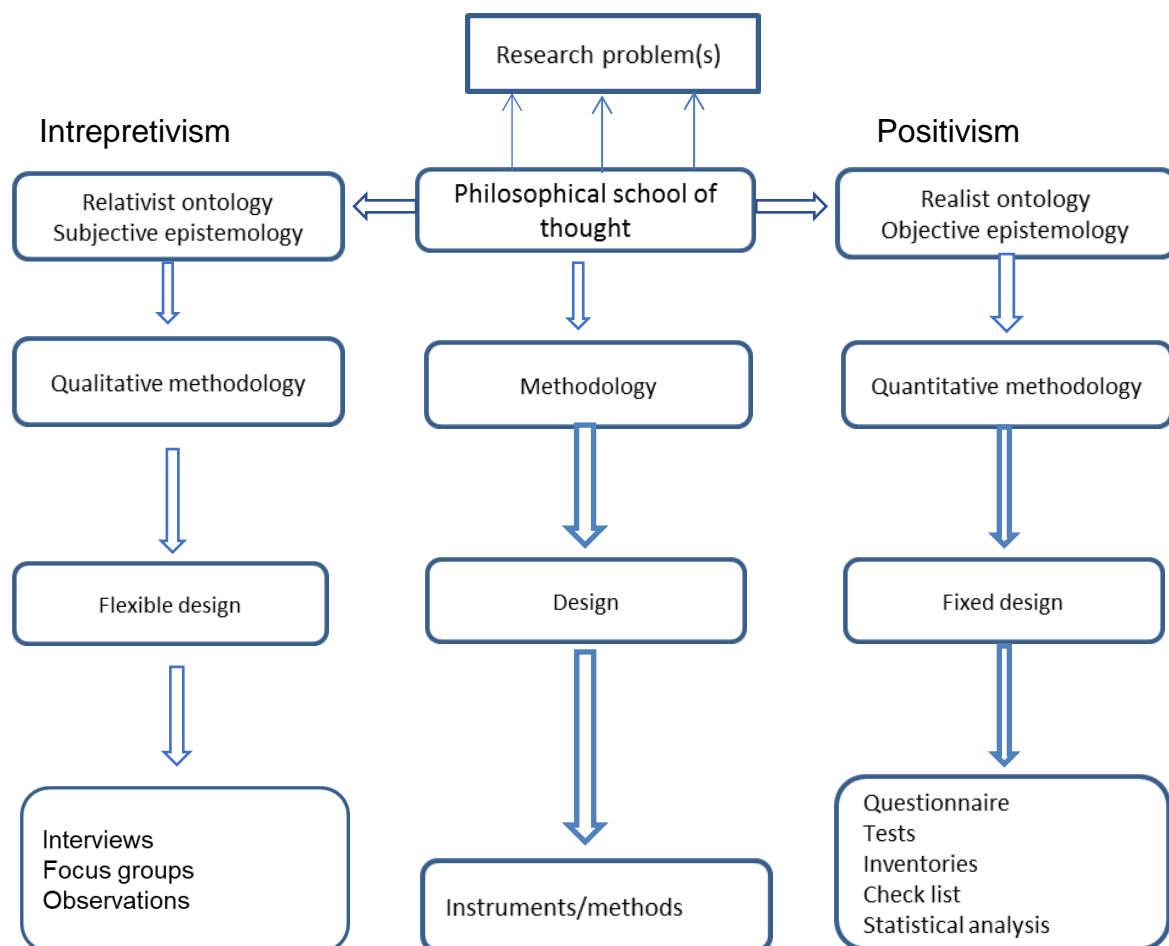 Research problem(s)
Intrepretivism
Positivism
Relativist ontology
Subjective epistemology
Philosophical school of
thought
Realist ontology
Objective epistemology
Qualitative methodology
Methodology
Quantitative methodology
Flexible design
Design
Fixed design
Interviews
Focus groups
Observations
Instruments/methods
Questionnaire
Tests
Inventories
Check list
Statistical analysis